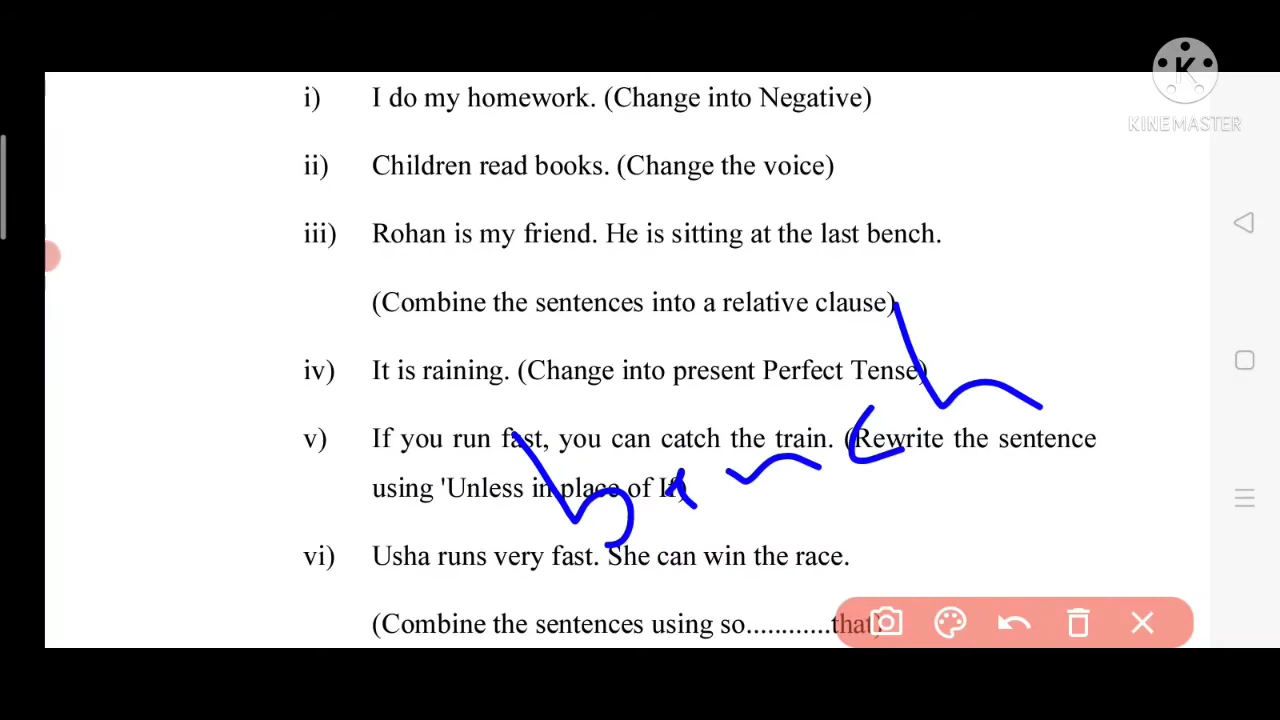 KINEMASTER
i) I do my homework. (Change into Negative)
ii) Children read books. (Change the voice)
iii) Rohan is my friend. He is sitting at the last bench.
(Combine the sentences into a relative clause)
iv) It is raining. (Change into present Perfect Tense)
v) If you run fast, you can catch the train. (Rewrite the sentence
using 'Unless in place of If)
vi) Usha runs very fast. She can win the race.
(Combine the sentences using so............that)